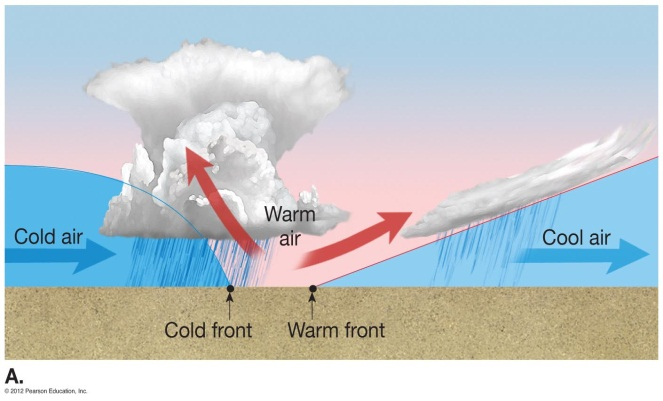 Warm
air
Cold air
Cool air
Cold front
Warm front
A.
© 2012 Pearson Education, Inc.